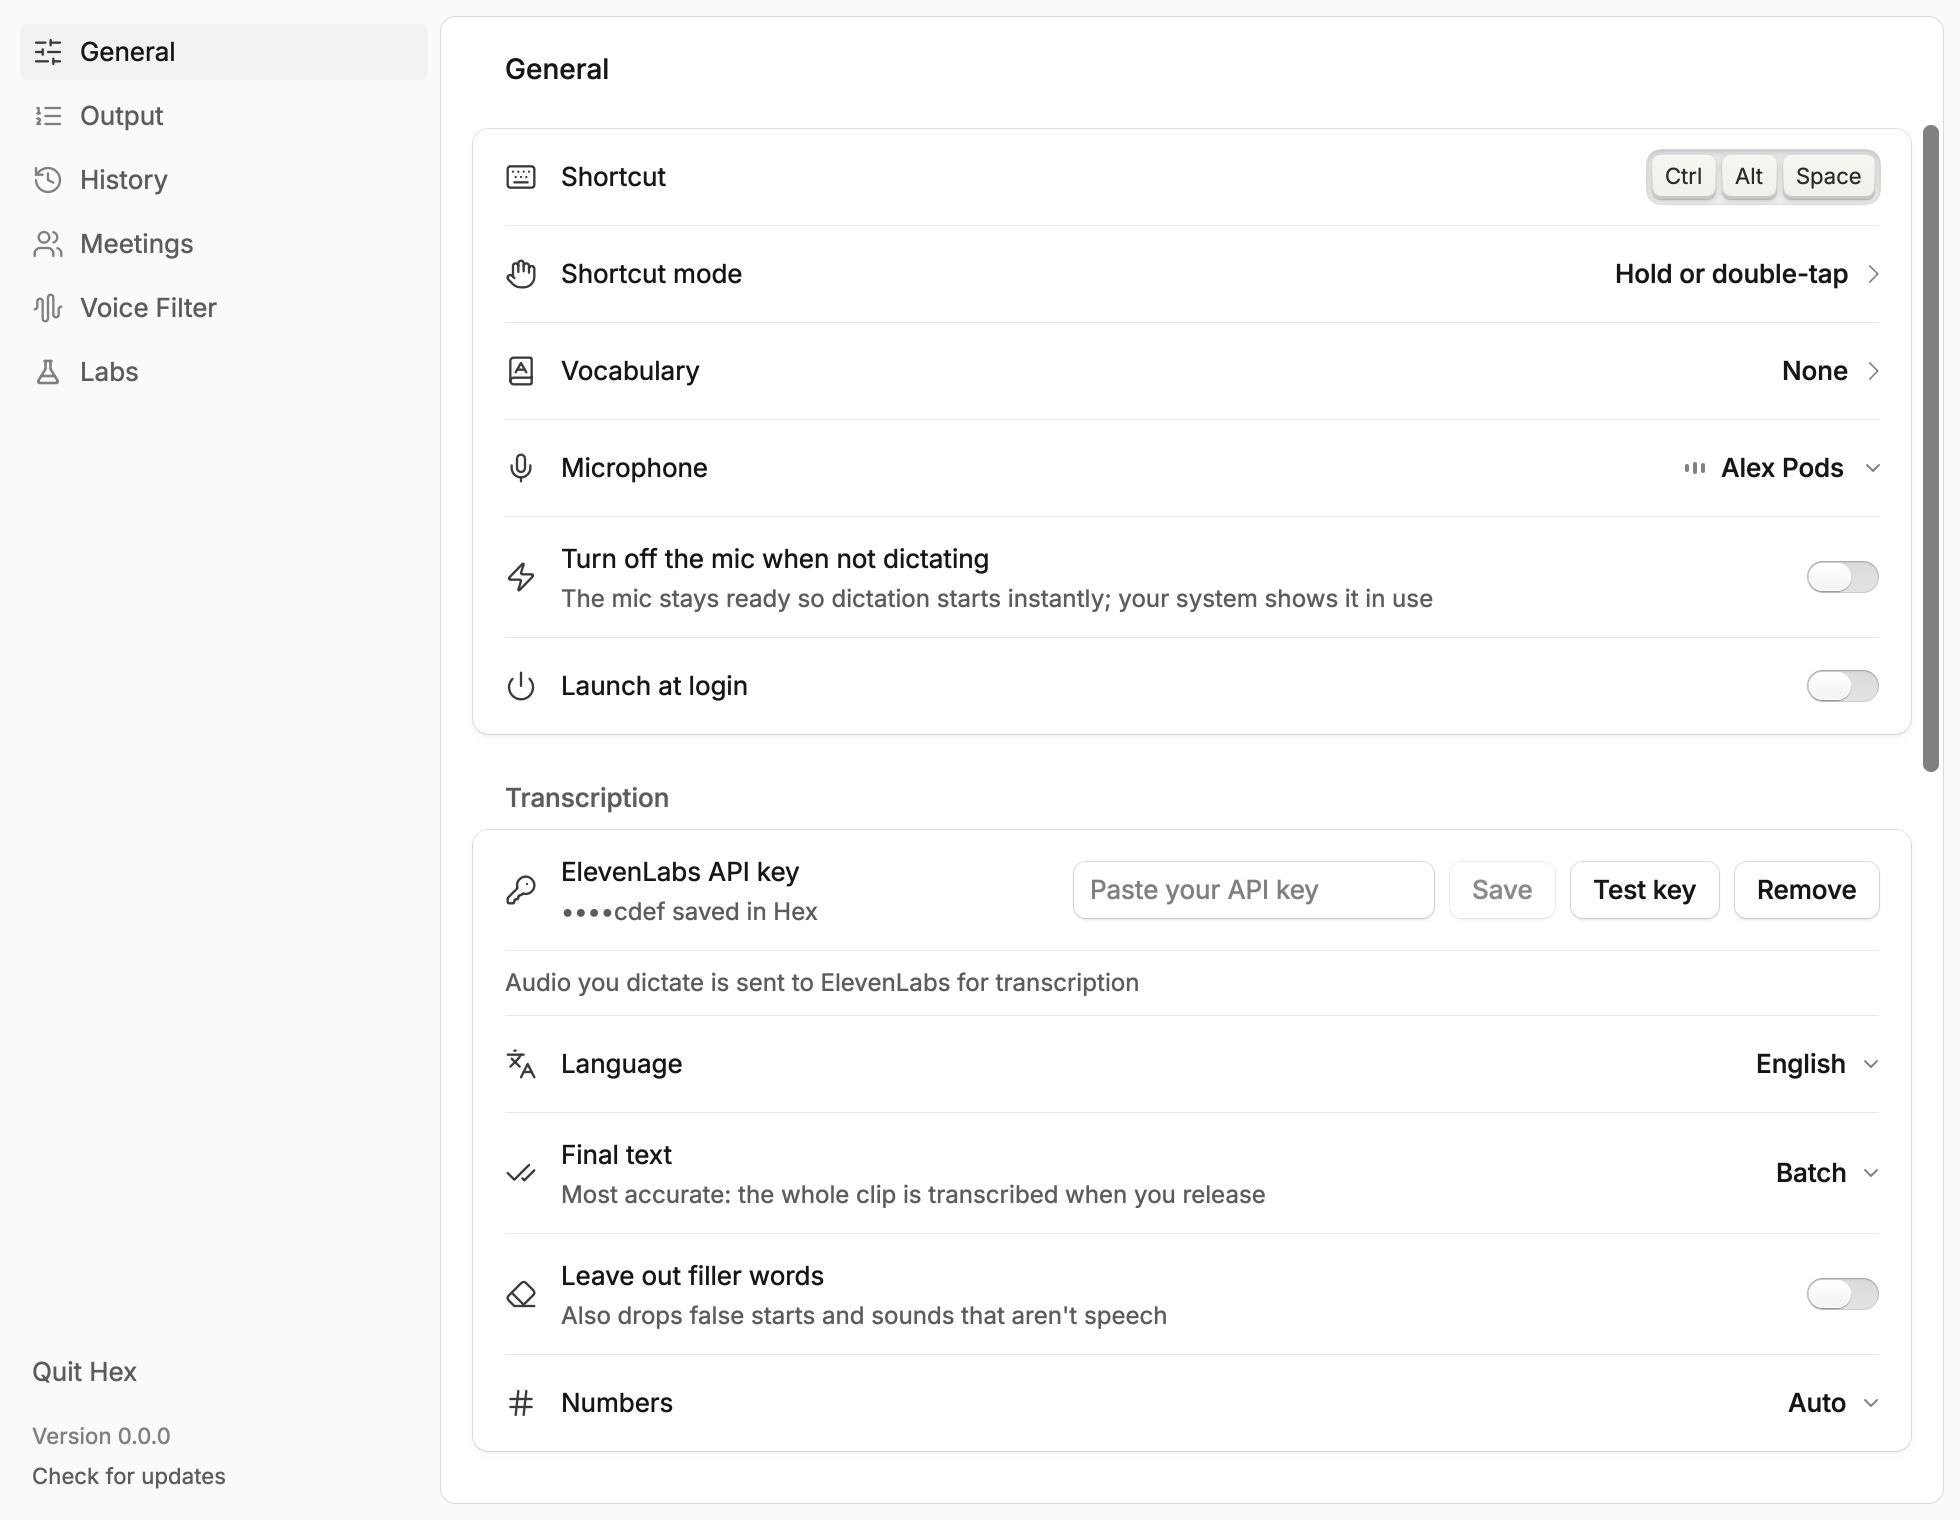 General
Output
History
Meetings
Voice Filter
Labs
Quit Hex
Version 0.0.0
Check for updates
General
Shortcut
Ctrl Alt Space
Shortcut mode
Hold or double-tap
Vocabulary
None
Microphone
Alex Pods
Turn off the mic when not dictating
The mic stays ready so dictation starts instantly; your system shows it in use
Launch at login
Transcription
ElevenLabs API key
••••cdef saved in Hex
Paste your API key
Save
Test key
Remove
Audio you dictate is sent to ElevenLabs for transcription
Language
English
Final text
Most accurate: the whole clip is transcribed when you release
Batch
Leave out filler words
Also drops false starts and sounds that aren't speech
Numbers
Auto